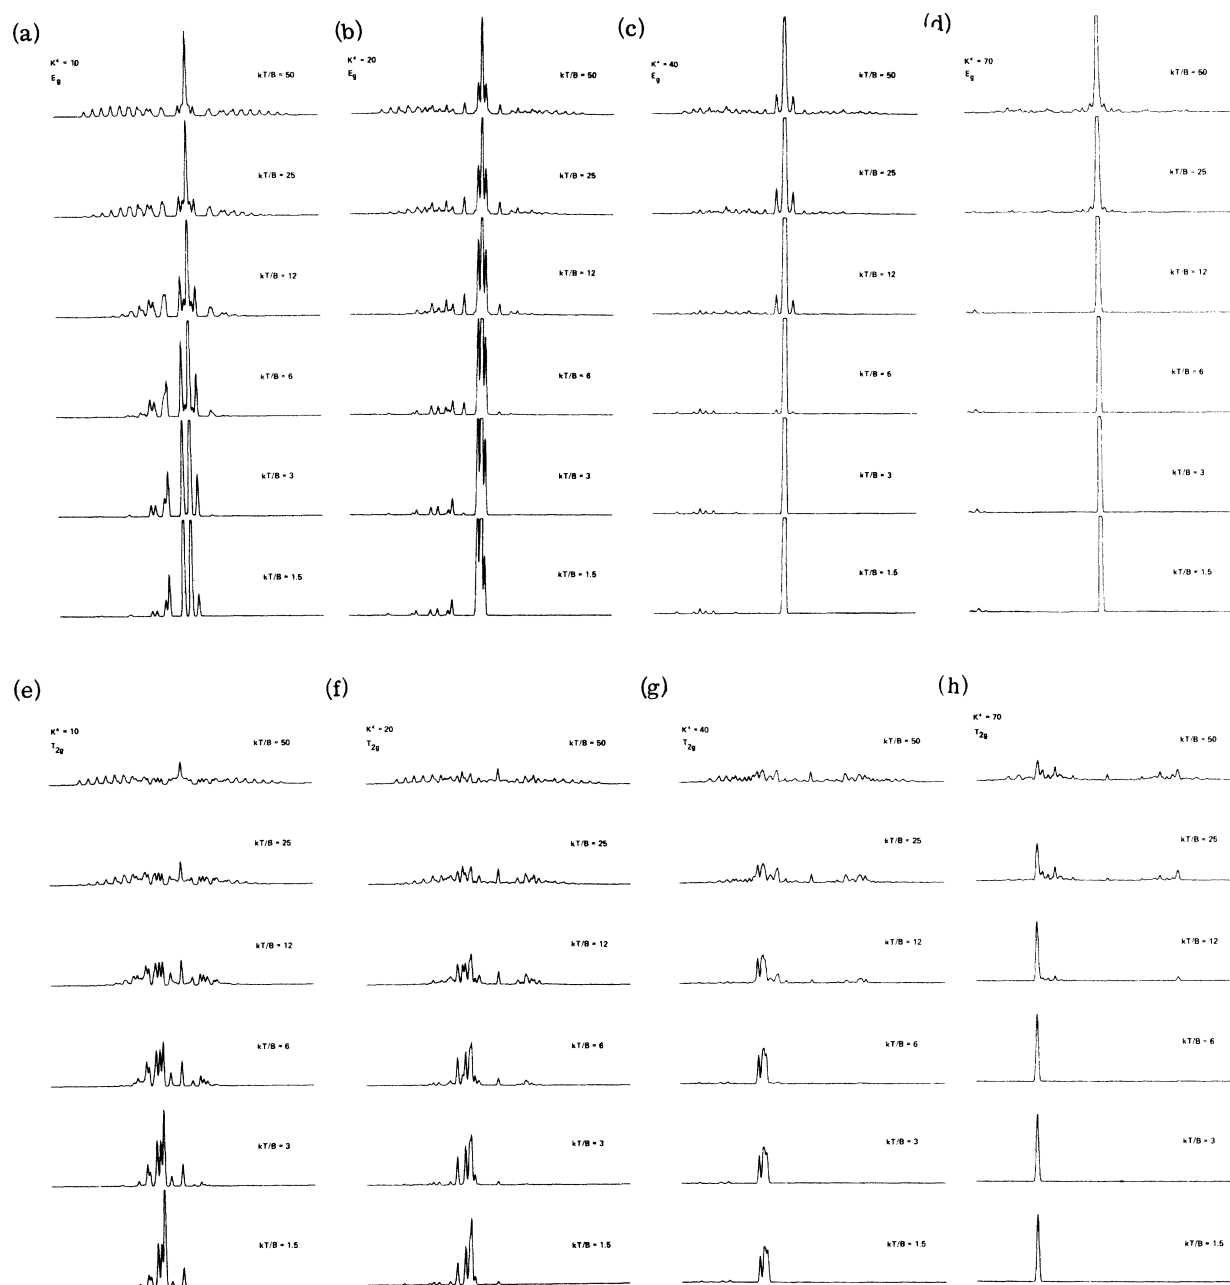 (a)
K⁴ = 10
E_g
kT/B = 50
kT/B = 25
kT/B = 12
kT/B = 6
kT/B = 3
kT/B = 1.5
(b)
K⁴ = 20
E_g
kT/B = 50
kT/B = 25
kT/B = 12
kT/B = 6
kT/B = 3
kT/B = 1.5
(c)
K⁴ = 40
E_g
kT/B = 50
kT/B = 25
kT/B = 12
kT/B = 6
kT/B = 3
kT/B = 1.5
(d)
K⁴ = 70
E_g
kT/B = 50
kT/B = 25
kT/B = 12
kT/B = 6
kT/B = 3
kT/B = 1.5
(e)
K⁴ = 10
T_2g
kT/B = 50
kT/B = 25
kT/B = 12
kT/B = 6
kT/B = 3
kT/B = 1.5
(f)
K⁴ = 20
T_2g
kT/B = 50
kT/B = 25
kT/B = 12
kT/B = 6
kT/B = 3
kT/B = 1.5
(g)
K⁴ = 40
T_2g
kT/B = 50
kT/B = 25
kT/B = 12
kT/B = 6
kT/B = 3
kT/B = 1.5
(h)
K⁴ = 70
T_2g
kT/B = 50
kT/B = 25
kT/B = 12
kT/B = 6
kT/B = 3
kT/B = 1.5